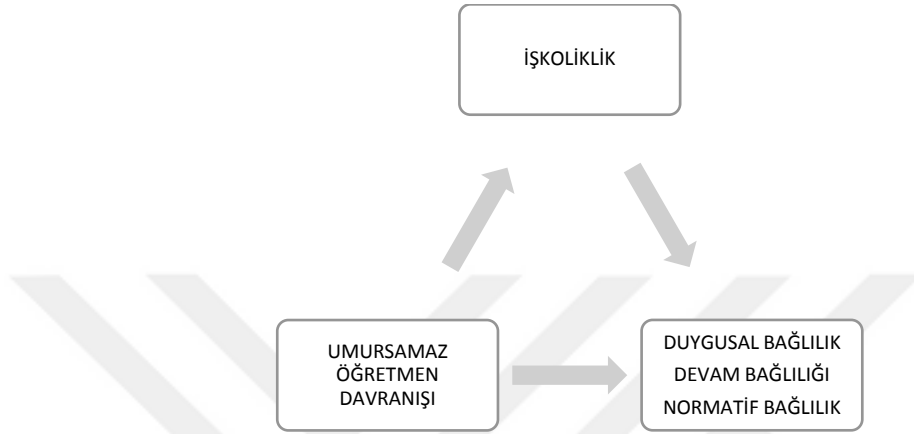 İŞKOLİKLİK
UMURSAMAZ
ÖĞRETMEN
DAVRANIŞI
DUYGUSAL BAĞLILIK
DEVAM BAĞLILIĞI
NORMATİF BAĞLILIK